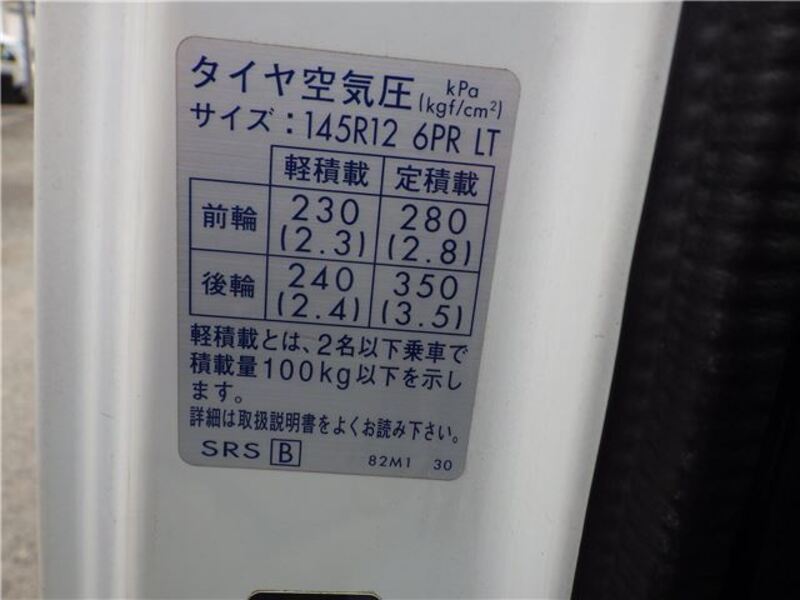 タイヤ空気圧 kPa (kgf/cm²)
サイズ：145R12 6PR LT
軽積載 定積載
前輪 230 (2.3) 280 (2.8)
後輪 240 (2.4) 350 (3.5)
軽積載とは、2名以下乗車で
積載量100kg以下を示し
ます。
詳細は取扱説明書をよくお読み下さい。
SRS B 82M1 30